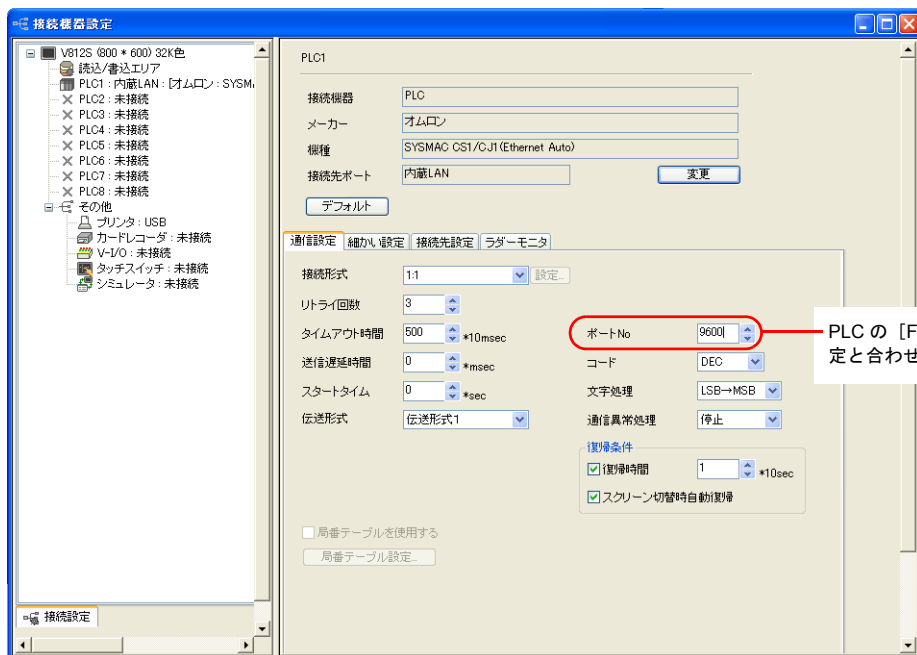 接続機器設定
V812S (800 * 600) 32K色
読込/書込エリア
PLC1 : 内蔵LAN : [オムロン : SYSM
PLC2 : 未接続
PLC3 : 未接続
PLC4 : 未接続
PLC5 : 未接続
PLC6 : 未接続
PLC7 : 未接続
PLC8 : 未接続
その他
プリンタ : USB
カードレコーダ : 未接続
V-I/O : 未接続
タッチスイッチ : 未接続
シミュレータ : 未接続
接続設定
PLC1
接続機器 PLC
メーカー オムロン
機種 SYSMAC CS1/CJ1(Ethernet Auto)
接続先ポート 内蔵LAN 変更
デフォルト
通信設定 細かい設定 接続先設定 ラダーモニタ
接続形式 1:1 設定...
リトライ回数 3
タイムアウト時間 500 *10msec ポートNo 9600
送信遅延時間 0 *msec コード DEC
スタートタイム 0 *sec 文字処理 LSB→MSB
伝送形式 伝送形式1 通信異常処理 停止
復帰条件
復帰時間 1 *10sec
スクリーン切替時自動復帰
局番テーブルを使用する
局番テーブル設定...
PLC の [F
定と合わせ